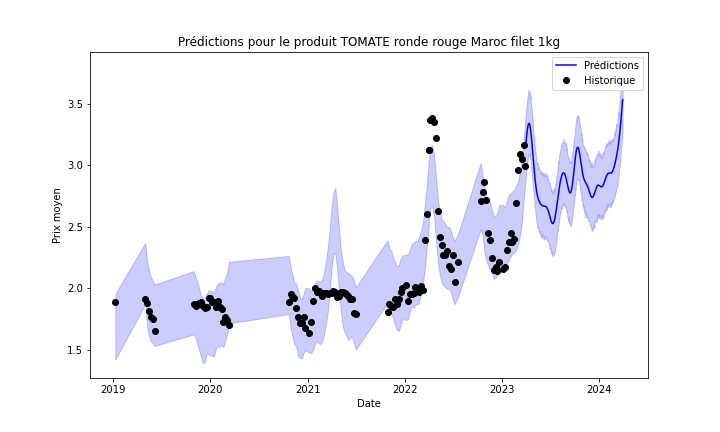 Prédictions pour le produit TOMATE ronde rouge Maroc filet 1kg
Prédictions
Historique
Prix moyen
3.5
3.0
2.5
2.0
1.5
2019 2020 2021 2022 2023 2024
Date